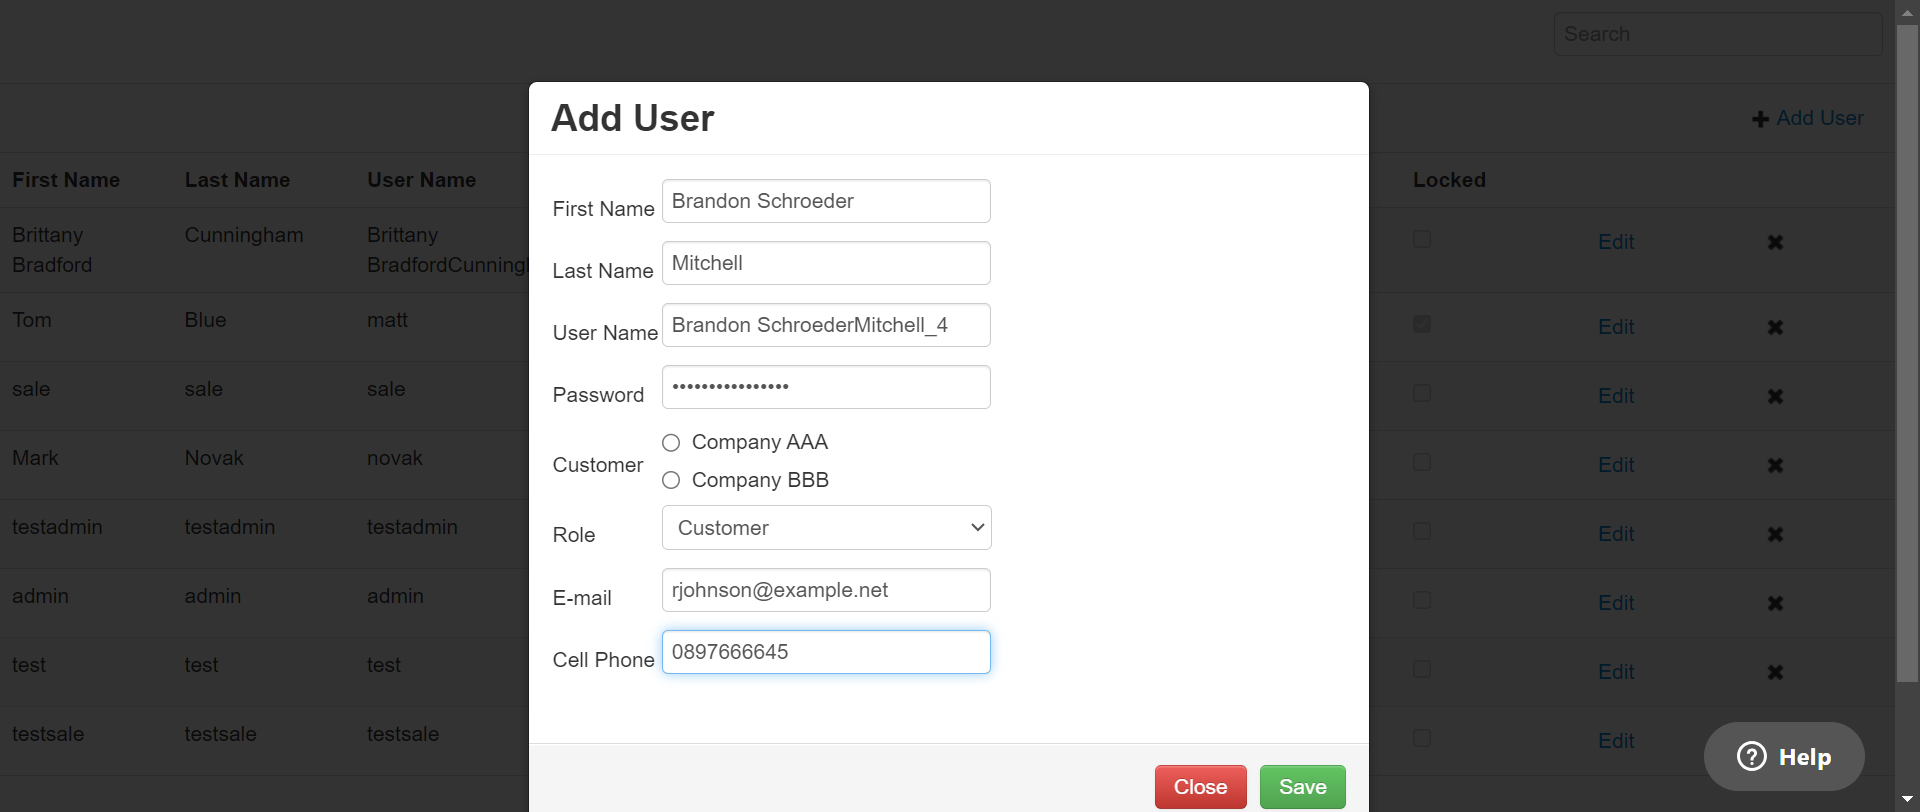 Search
Add User
Add User
First Name Last Name User Name Locked
Brittany Bradford Cunningham Brittany Edit
BradfordCunningl
Tom Blue matt Edit
sale sale sale Edit
Mark Novak novak Edit
testadmin testadmin testadmin Edit
admin admin admin Edit
test test test Edit
testsale testsale testsale Edit
First Name Brandon Schroeder
Last Name Mitchell
User Name Brandon SchroederMitchell_4
Password ••••••••••••••••
Customer
Company AAA
Company BBB
Role Customer
E-mail rjohnson@example.net
Cell Phone 0897666645
Close Save
Help